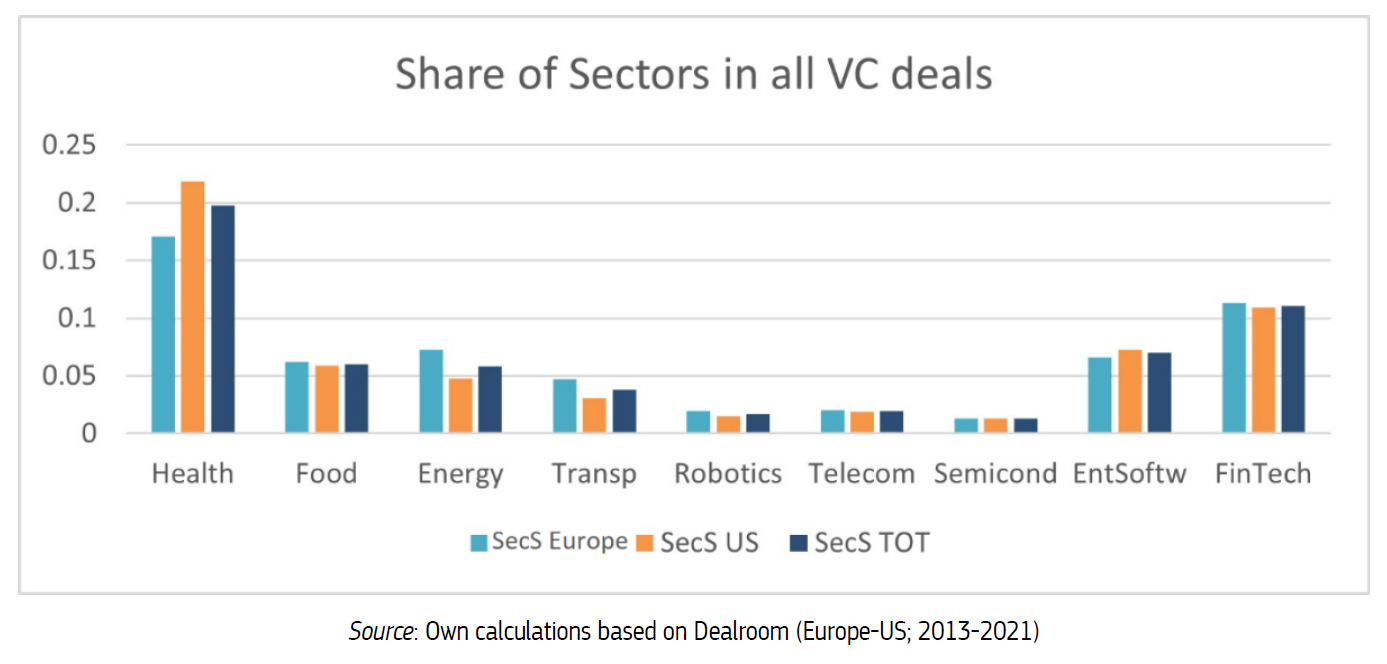 Share of Sectors in all VC deals
0.25
0.2
0.15
0.1
0.05
0
Health Food Energy Transp Robotics Telecom Semicond EntSoftw FinTech
SecS Europe SecS US SecS TOT
Source: Own calculations based on Dealroom (Europe-US; 2013-2021)